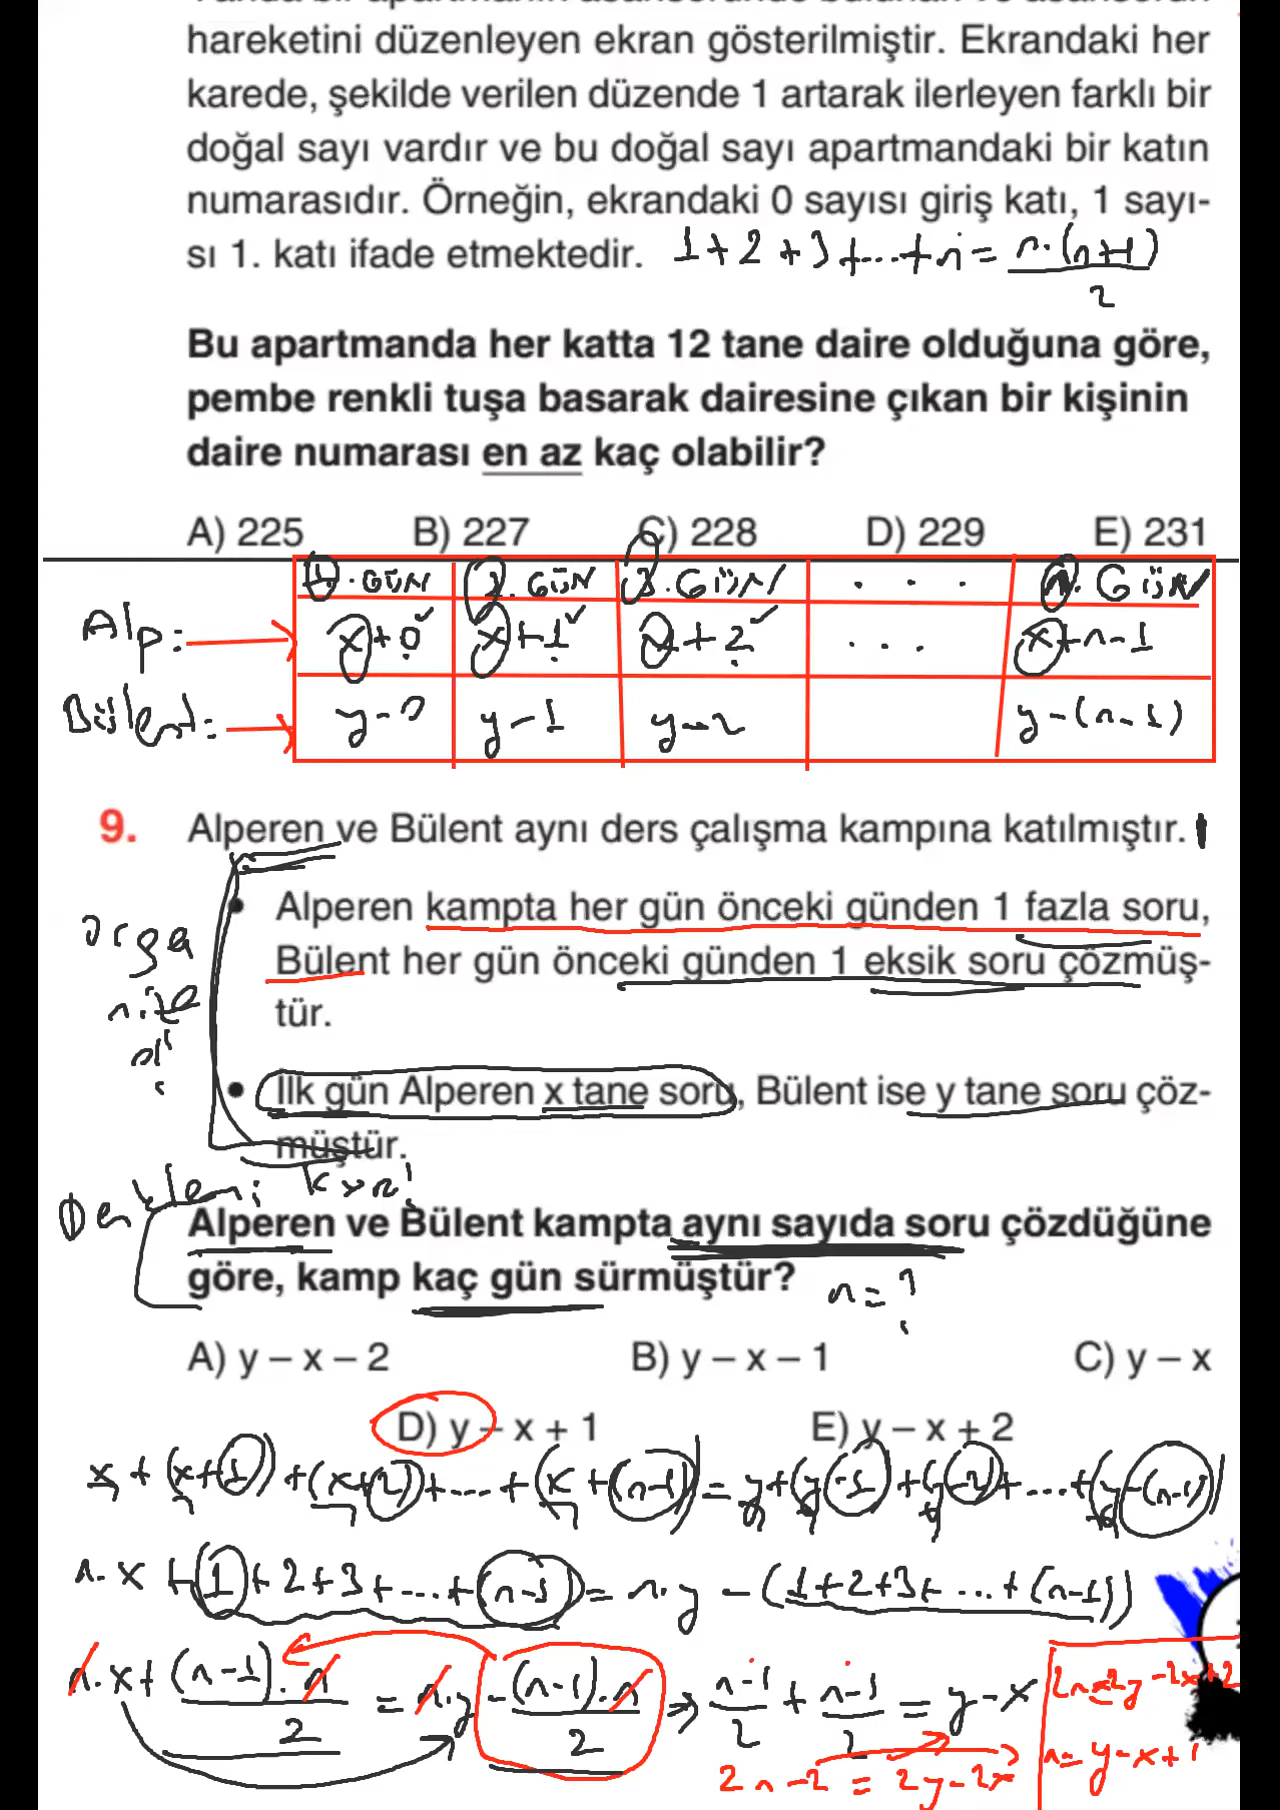 hareketini düzenleyen ekran gösterilmiştir. Ekrandaki her
karede, şekilde verilen düzende 1 artarak ilerleyen farklı bir
doğal sayı vardır ve bu doğal sayı apartmandaki bir katın
numarasıdır. Örneğin, ekrandaki 0 sayısı giriş katı, 1 sayı-
sı 1. katı ifade etmektedir. 1+2+3+...+n = n.(n+1)/2
Bu apartmanda her katta 12 tane daire olduğuna göre,
pembe renkli tuşa basarak dairesine çıkan bir kişinin
daire numarası en az kaç olabilir?
A) 225 B) 227 C) 228 D) 229 E) 231
1. GÜN 2. GÜN 3. GÜN . . . n. GÜN
Alp: x+0 x+1 x+2 ... x+n-1
Bülent: y-0 y-1 y-2 y-(n-1)
9. Alperen ve Bülent aynı ders çalışma kampına katılmıştır.
• Alperen kampta her gün önceki günden 1 fazla soru,
Bülent her gün önceki günden 1 eksik soru çözmüş-
tür.
orga
nize
ol!
• İlk gün Alperen x tane soru, Bülent ise y tane soru çöz-
müştür.
Denklemi kur!
Alperen ve Bülent kampta aynı sayıda soru çözdüğüne
göre, kamp kaç gün sürmüştür? n=?
A) y – x – 2 B) y – x – 1 C) y – x
D) y – x + 1 E) y – x + 2
x+(x+1)+(x+2)+...+(x+(n-1)) = y+(y-1)+(y-2)+...+(y-(n-1))
n.x+1+2+3+...+(n-1) = n.y-(1+2+3+...+(n-1))
n.x+(n-1).n/2 = n.y-(n-1).n/2 ⇒ n-1/2 + n-1/2 = y-x
2n-2 = 2y-2x
2n=2y-2x+2
n=y-x+1